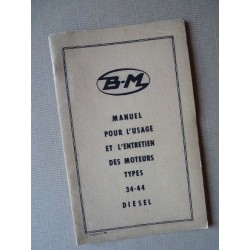 B-M
MANUEL
POUR L'USAGE
ET L'ENTRETIEN
DES MOTEURS
TYPES
34-44
DIESEL